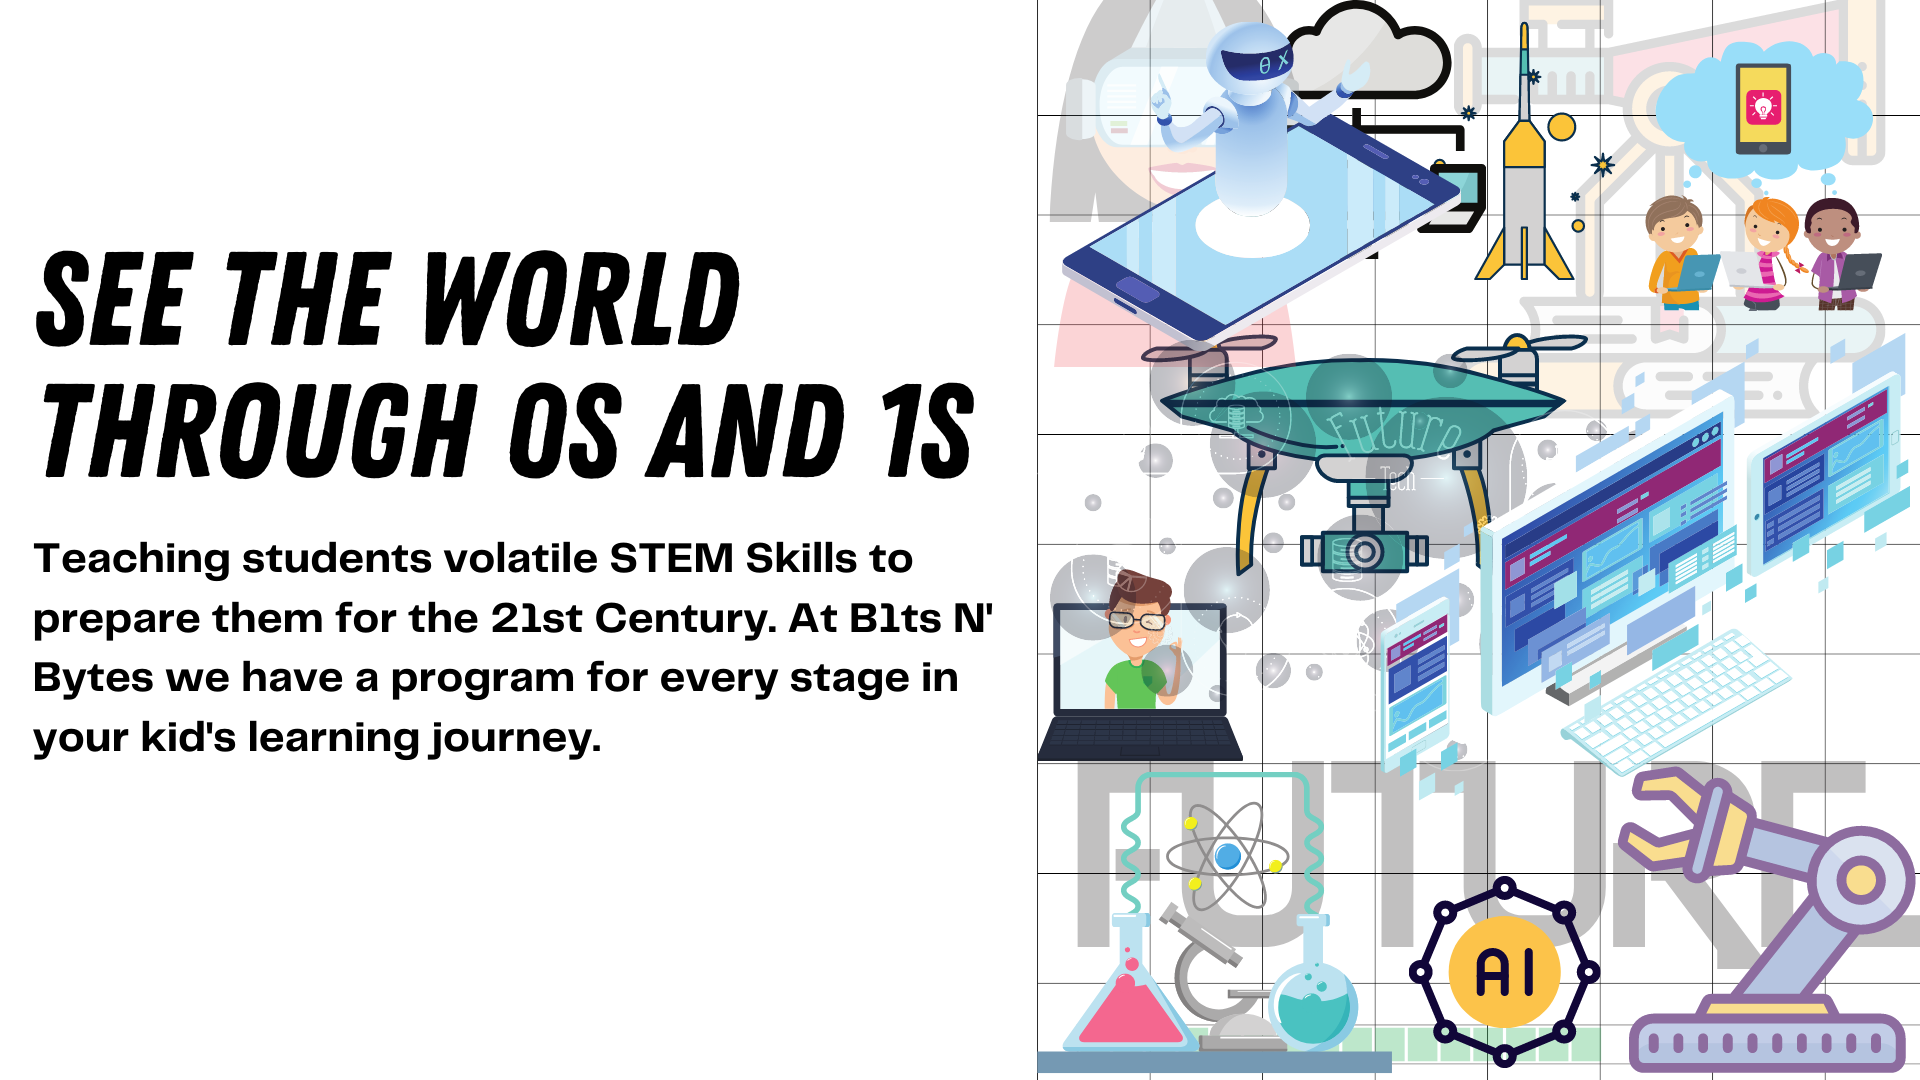 SEE THE WORLD
THROUGH 0S AND 1S
Teaching students volatile STEM Skills to
prepare them for the 21st Century. At B1ts N'
Bytes we have a program for every stage in
your kid's learning journey.
θ X
Future
Tech
FUTURE
AI